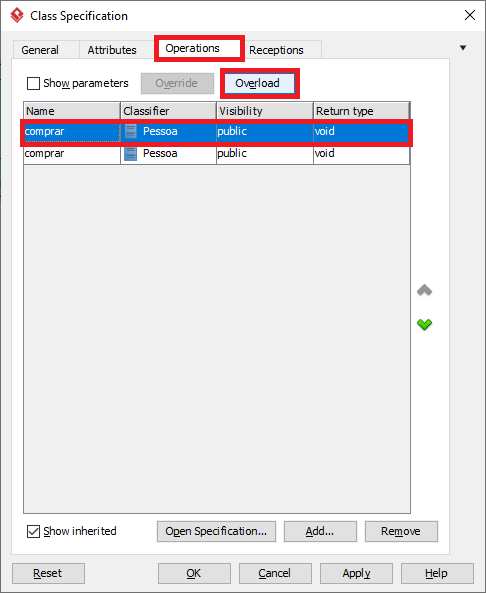 Class Specification
General Attributes Operations Receptions
Show parameters Override Overload
Name Classifier Visibility Return type
comprar Pessoa public void
comprar Pessoa public void
Show inherited Open Specification... Add... Remove
Reset OK Cancel Apply Help